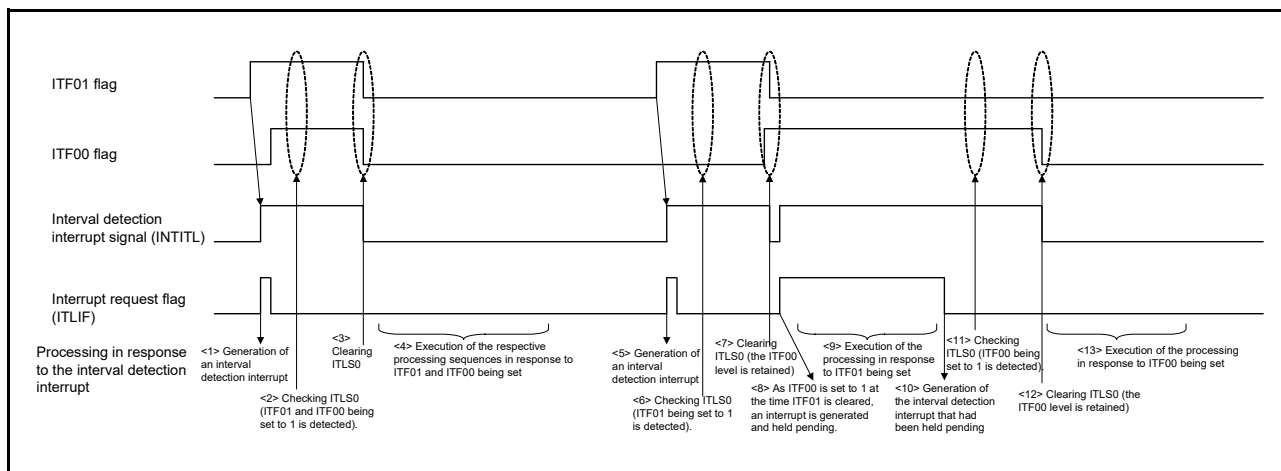 ITF01 flag
ITF00 flag
Interval detection
interrupt signal (INTITL)
Interrupt request flag
(ITLIF)
Processing in response
to the interval detection
interrupt
<1> Generation of
an interval
detection interrupt
<2> Checking ITLS0
(ITF01 and ITF00 being
set to 1 is detected).
<3>
Clearing
ITLS0
<4> Execution of the respective
processing sequences in response to
ITF01 and ITF00 being set
<5> Generation of
an interval
detection interrupt
<6> Checking ITLS0
(ITF01 being set to 1
is detected).
<7> Clearing
ITLS0 (the ITF00
level is retained)
<8> As ITF00 is set to 1 at
the time ITF01 is cleared,
an interrupt is generated
and held pending.
<9> Execution of the
processing in response
to ITF01 being set
<10> Generation of
the interval detection
interrupt that had
been held pending
<11> Checking
ITLS0 (ITF00 being
set to 1 is detected).
<12> Clearing ITLS0 (the
ITF00 level is retained)
<13> Execution of the processing
in response to ITF00 being set